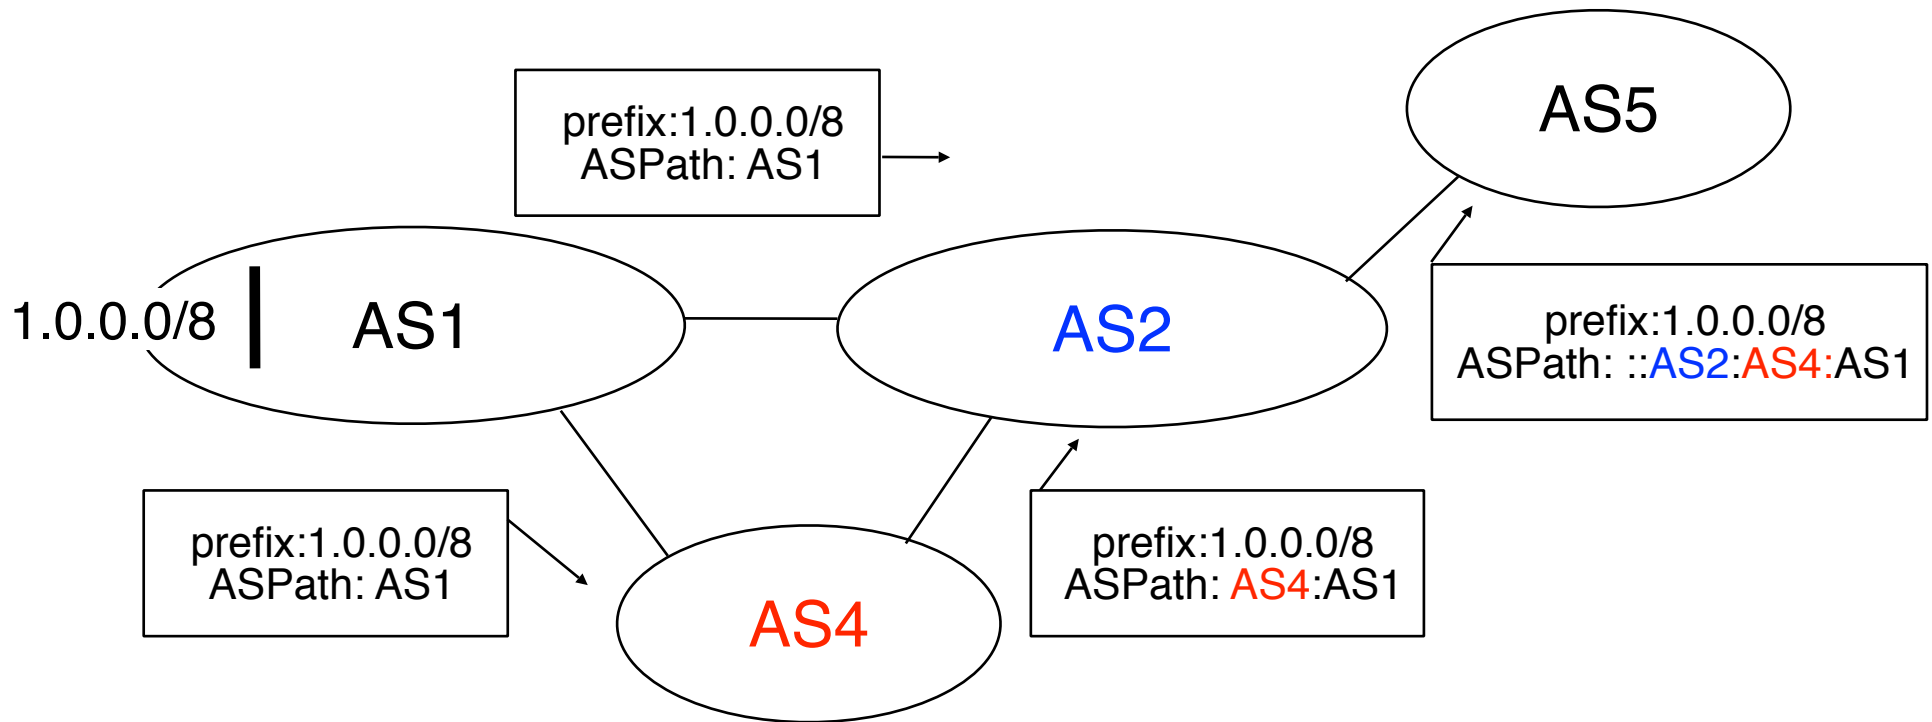 AS5
prefix:1.0.0.0/8
ASPath: AS1
1.0.0.0/8
AS1
AS2
prefix:1.0.0.0/8
ASPath: ::AS2:AS4:AS1
prefix:1.0.0.0/8
ASPath: AS1
AS4
prefix:1.0.0.0/8
ASPath: AS4:AS1